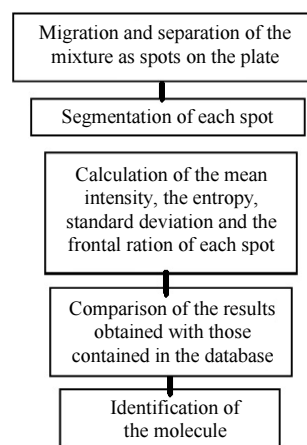 Migration and separation of the
mixture as spots on the plate
Segmentation of each spot
Calculation of the mean
intensity, the entropy,
standard deviation and the
frontal ration of each spot
Comparison of the results
obtained with those
contained in the database
Identification of
the molecule